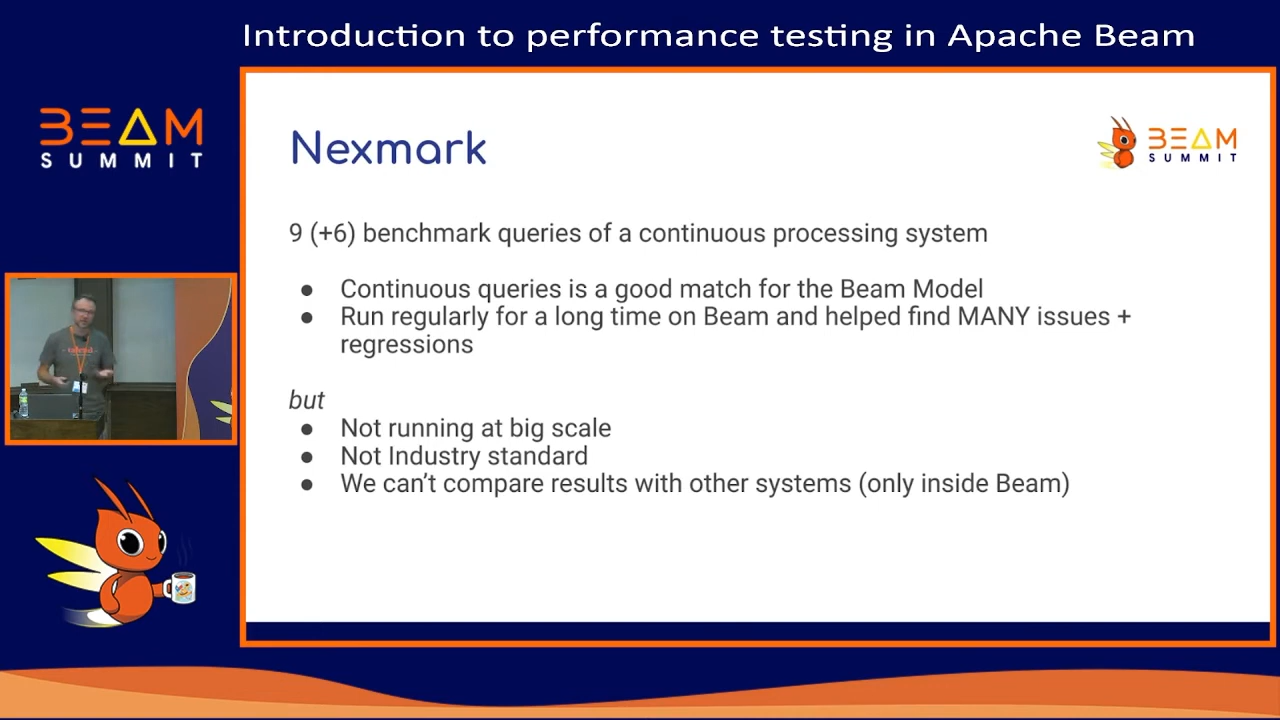 Introduction to performance testing in Apache Beam
BEAM
SUMMIT
Nexmark
BEAM
SUMMIT
9 (+6) benchmark queries of a continuous processing system
● Continuous queries is a good match for the Beam Model
● Run regularly for a long time on Beam and helped find MANY issues +
regressions
but
● Not running at big scale
● Not Industry standard
● We can't compare results with other systems (only inside Beam)